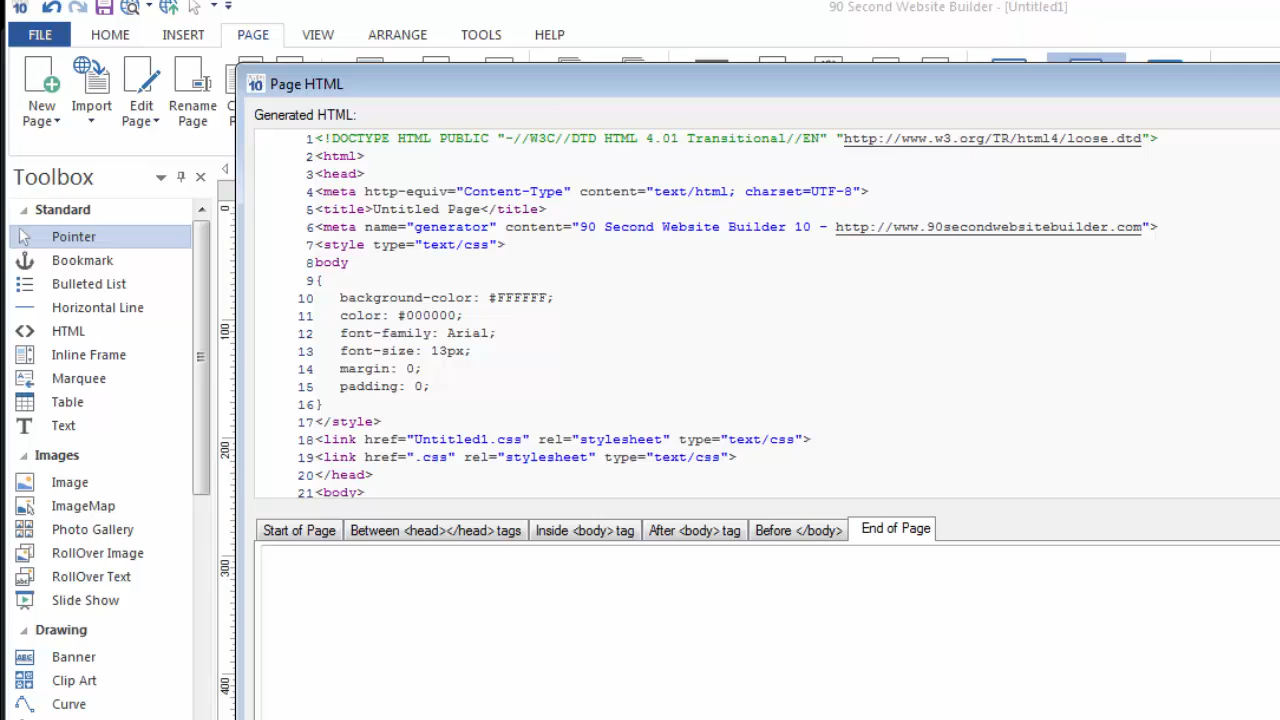 10
90 Second Website Builder - [Untitled1]
FILE HOME INSERT PAGE VIEW ARRANGE TOOLS HELP
New Page Import Edit Page Rename Page
10 Page HTML
Generated HTML:
1<!DOCTYPE HTML PUBLIC "-//W3C//DTD HTML 4.01 Transitional//EN" "http://www.w3.org/TR/html4/loose.dtd">
2<html>
3<head>
4<meta http-equiv="Content-Type" content="text/html; charset=UTF-8">
5<title>Untitled Page</title>
6<meta name="generator" content="90 Second Website Builder 10 - http://www.90secondwebsitebuilder.com">
7<style type="text/css">
8body
9{
10 background-color: #FFFFFF;
11 color: #000000;
12 font-family: Arial;
13 font-size: 13px;
14 margin: 0;
15 padding: 0;
16}
17</style>
18<link href="Untitled1.css" rel="stylesheet" type="text/css">
19<link href=".css" rel="stylesheet" type="text/css">
20</head>
21<body>
Start of Page Between <head></head> tags Inside <body> tag After <body> tag Before </body> End of Page
Toolbox
Standard
Pointer
Bookmark
Bulleted List
Horizontal Line
HTML
Inline Frame
Marquee
Table
Text
Images
Image
ImageMap
Photo Gallery
RollOver Image
RollOver Text
Slide Show
Drawing
Banner
Clip Art
Curve
0
100
200
300
400